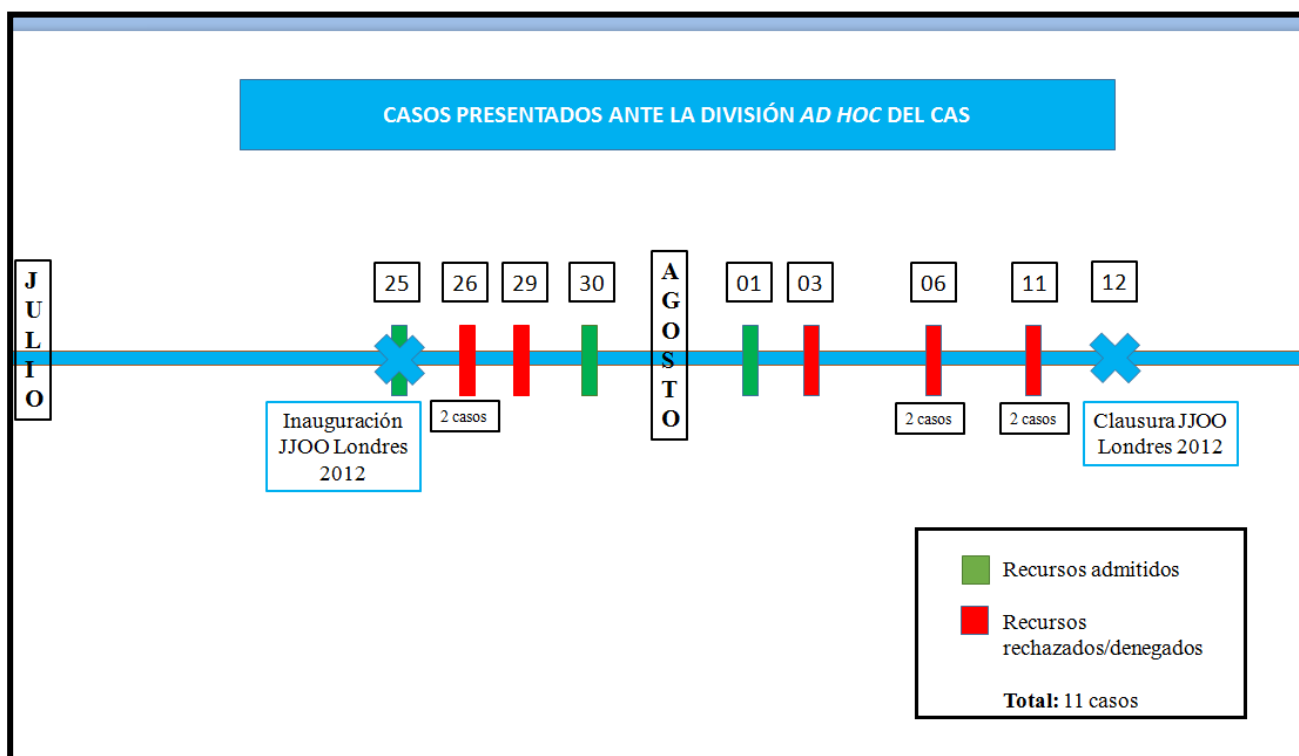 CASOS PRESENTADOS ANTE LA DIVISIÓN AD HOC DEL CAS
JULIO
25
26
29
30
AGOSTO
01
03
06
11
12
Inauguración
JJOO Londres
2012
2 casos
2 casos
2 casos
Clausura JJOO
Londres 2012
Recursos admitidos
Recursos
rechazados/denegados
Total: 11 casos